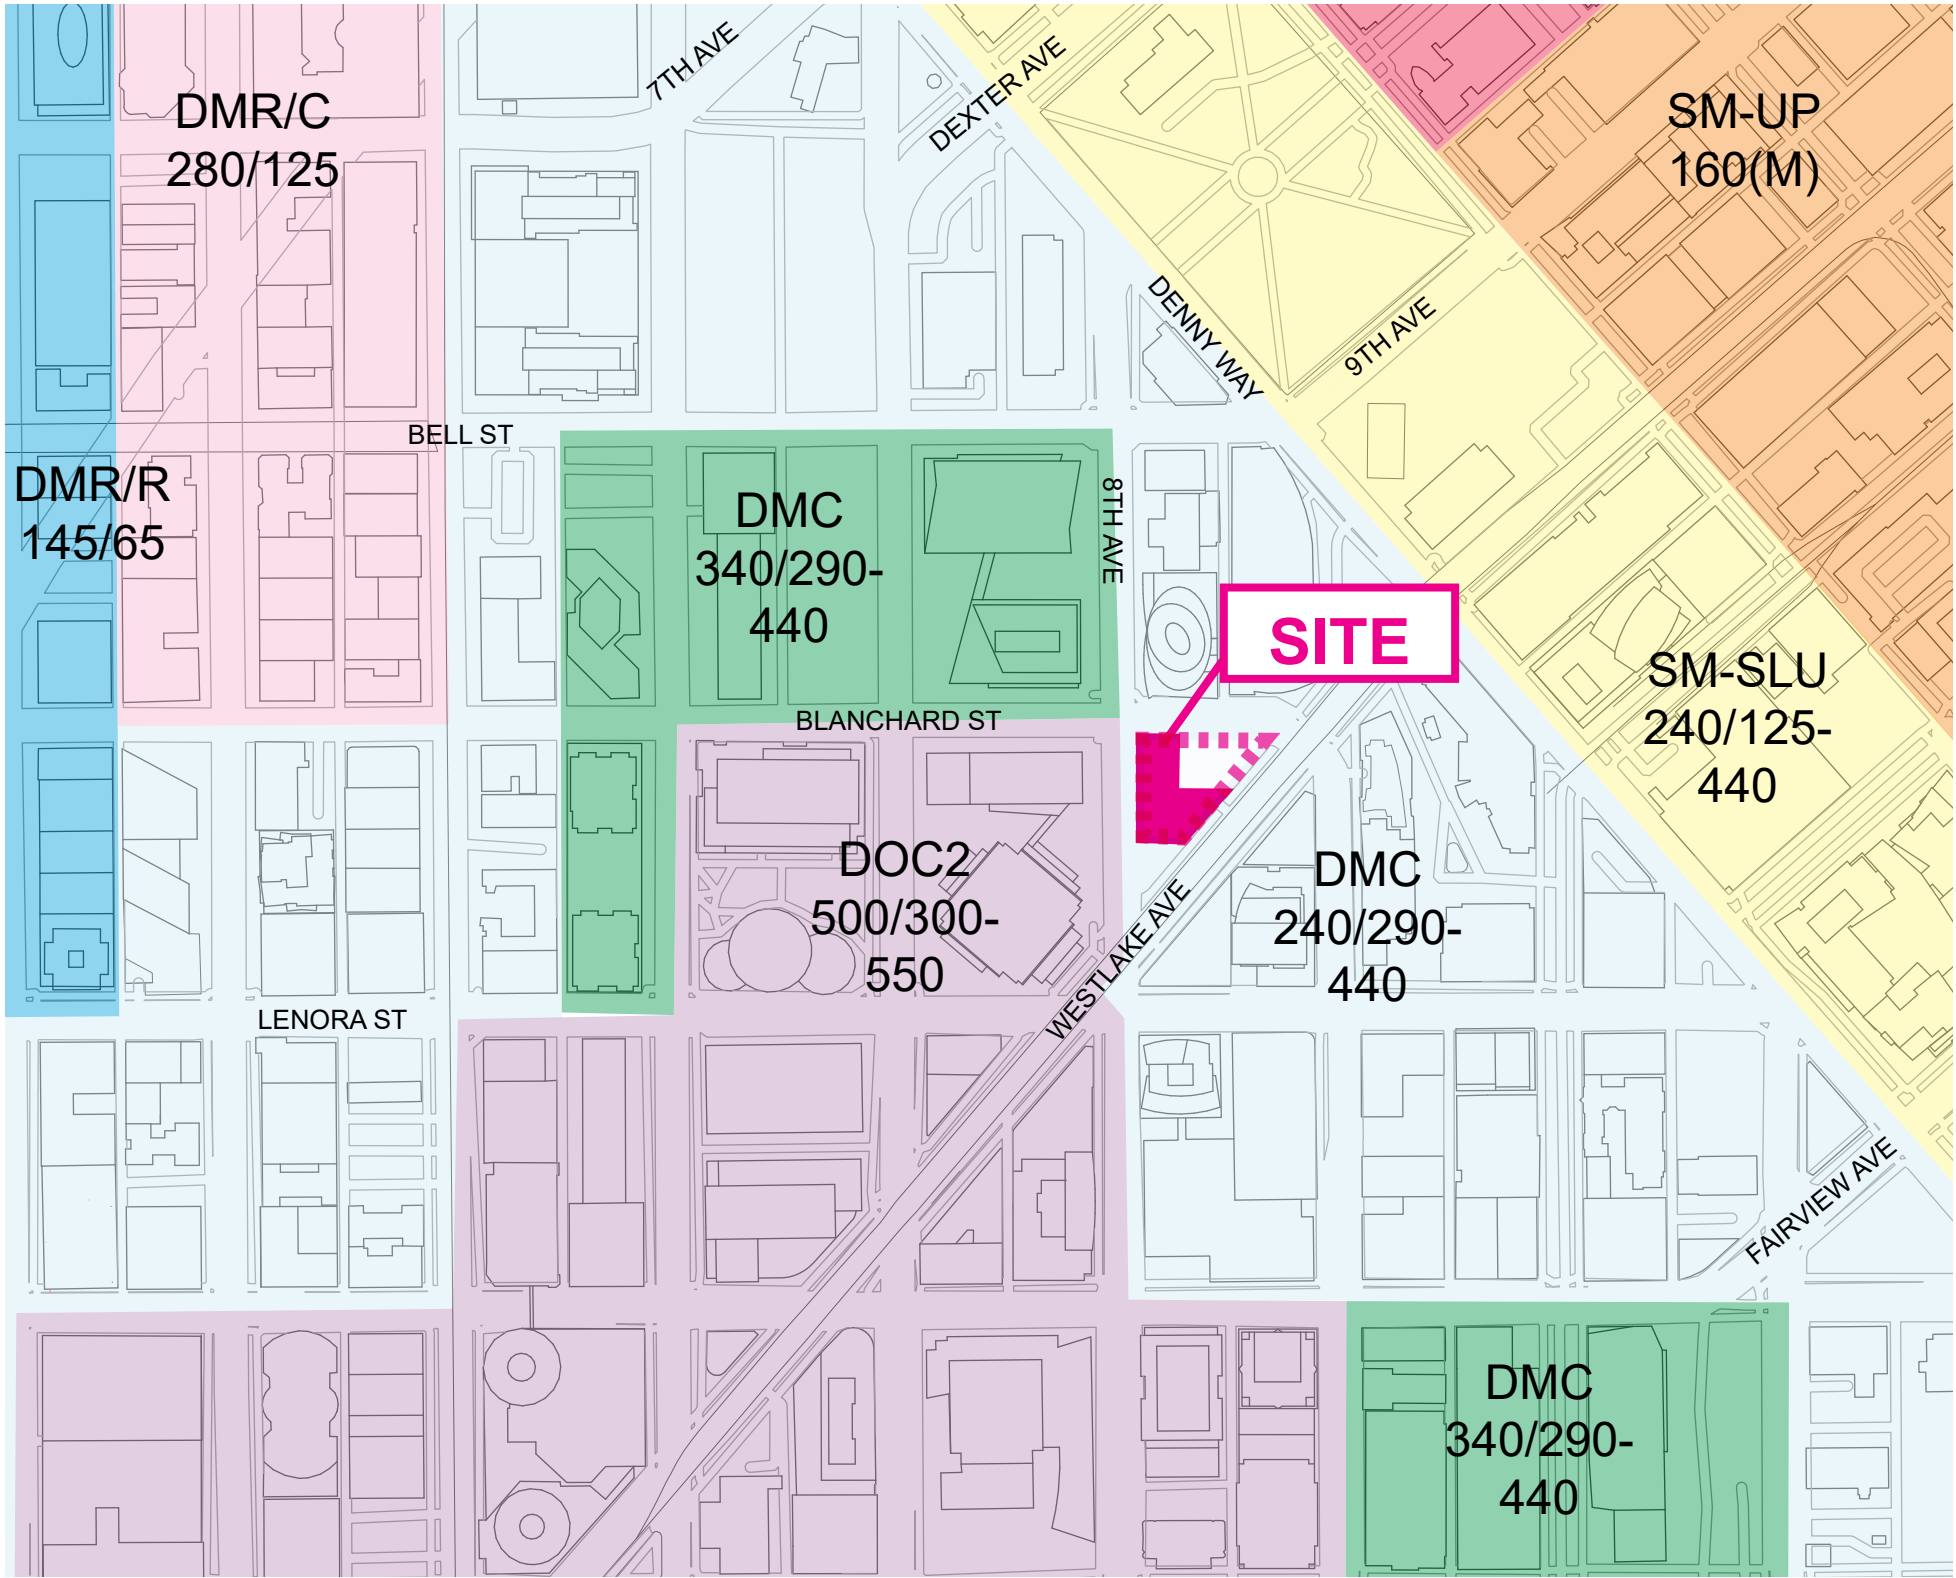 7TH AVE
DEXTER AVE
DMR/C
280/125
SM-UP
160(M)
DENNY WAY
9TH AVE
BELL ST
DMR/R
145/65
DMC
340/290-
440
8TH AVE
SITE
SM-SLU
240/125-
440
BLANCHARD ST
DOC2
500/300-
550
DMC
240/290-
440
WESTLAKE AVE
LENORA ST
FAIRVIEW AVE
DMC
340/290-
440